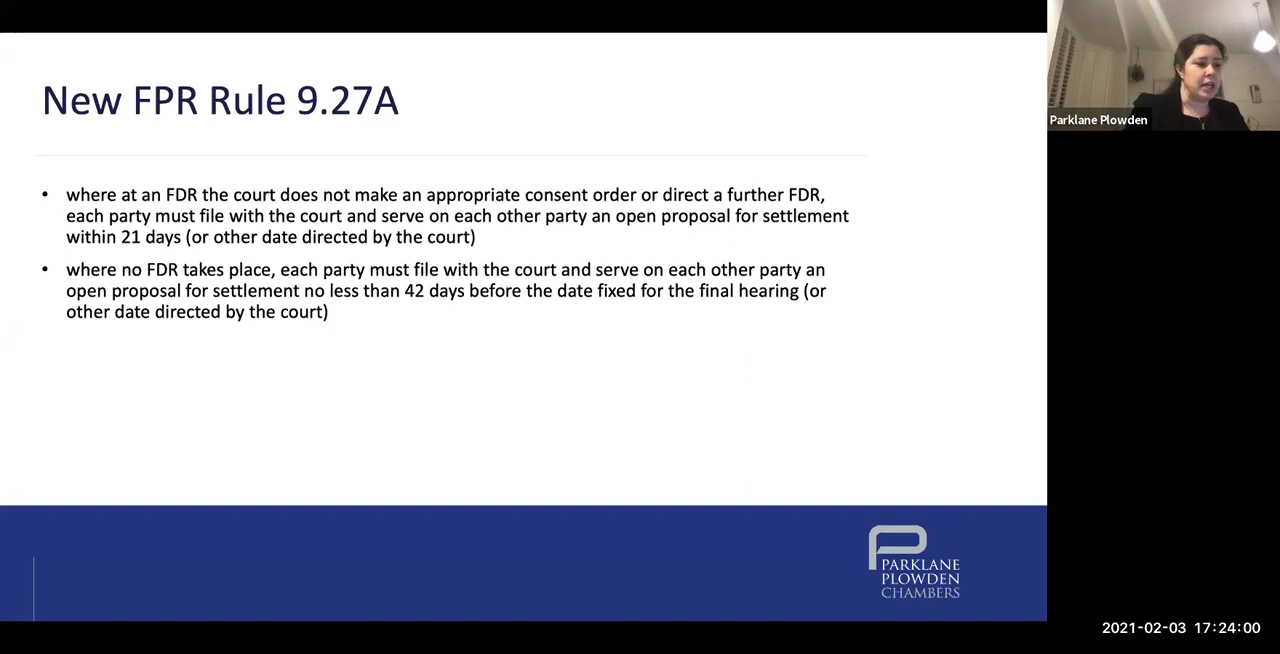 New FPR Rule 9.27A
• where at an FDR the court does not make an appropriate consent order or direct a further FDR,
each party must file with the court and serve on each other party an open proposal for settlement
within 21 days (or other date directed by the court)
• where no FDR takes place, each party must file with the court and serve on each other party an
open proposal for settlement no less than 42 days before the date fixed for the final hearing (or
other date directed by the court)
Parklane Plowden
PARKLANE
PLOWDEN
CHAMBERS
2021-02-03 17:24:00